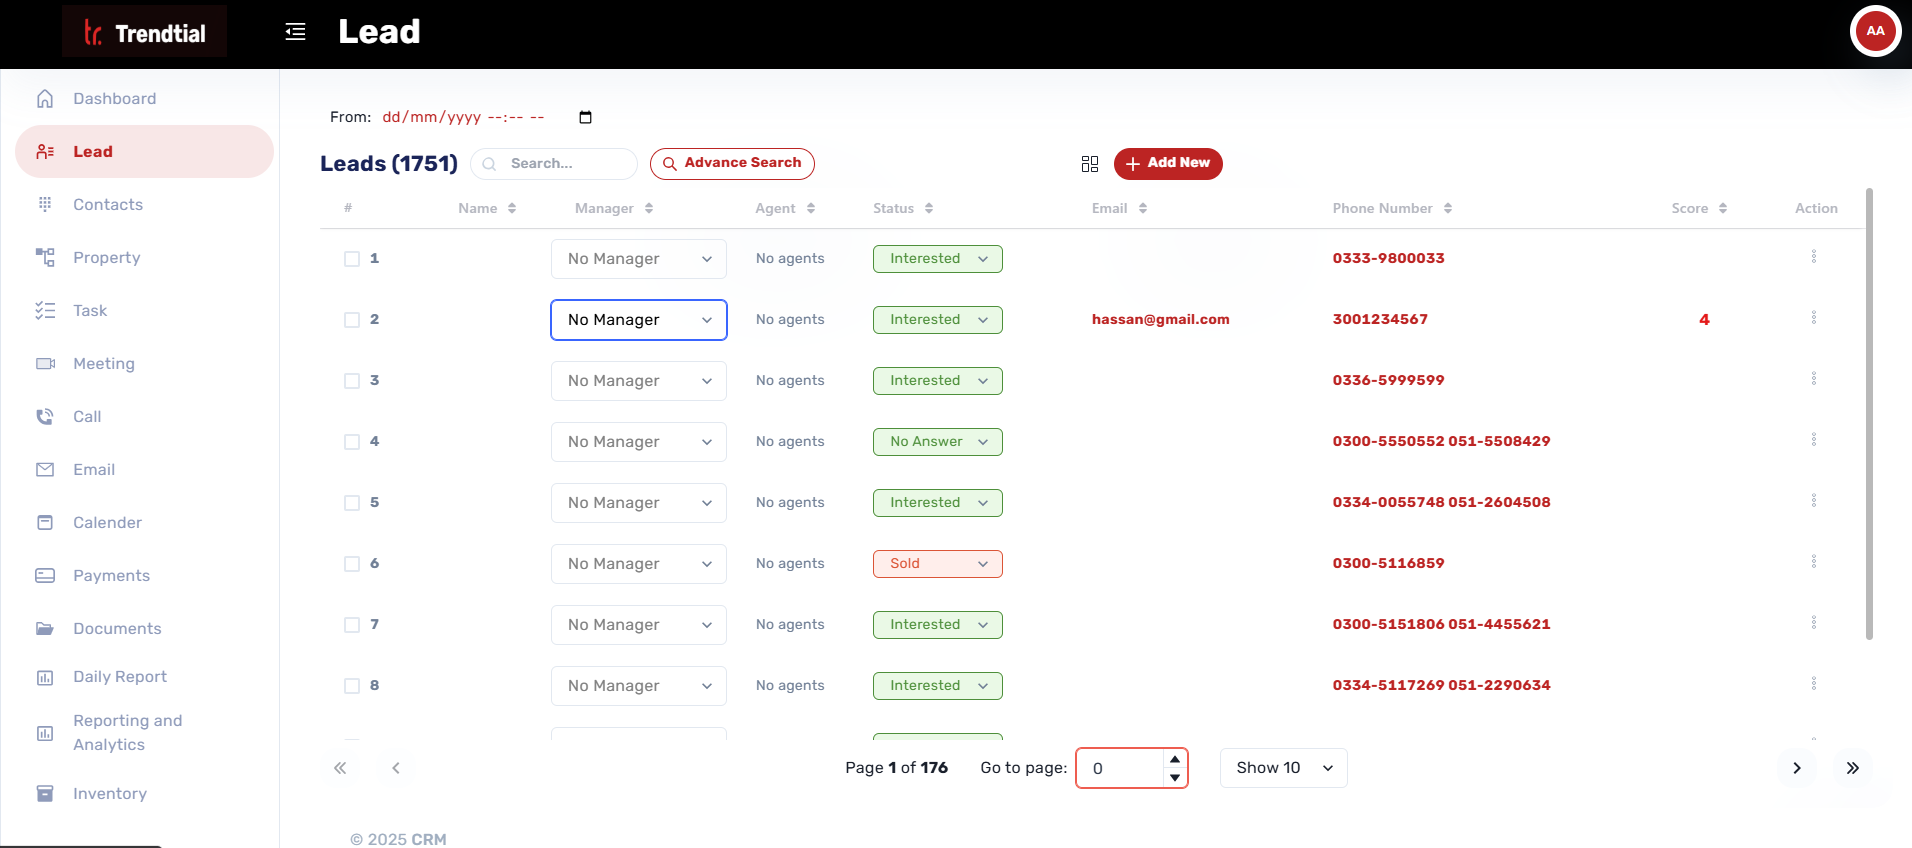 tr. Trendtial
Lead
AA
Dashboard
Lead
Contacts
Property
Task
Meeting
Call
Email
Calender
Payments
Documents
Daily Report
Reporting and
Analytics
Inventory
From: dd/mm/yyyy --:-- --
Leads (1751) Search... Advance Search Add New
# Name Manager Agent Status Email Phone Number Score Action
1 No Manager No agents Interested 0333-9800033
2 No Manager No agents Interested hassan@gmail.com 3001234567 4
3 No Manager No agents Interested 0336-5999599
4 No Manager No agents No Answer 0300-5550552 051-5508429
5 No Manager No agents Interested 0334-0055748 051-2604508
6 No Manager No agents Sold 0300-5116859
7 No Manager No agents Interested 0300-5151806 051-4455621
8 No Manager No agents Interested 0334-5117269 051-2290634
Page 1 of 176 Go to page: 0 Show 10
© 2025 CRM